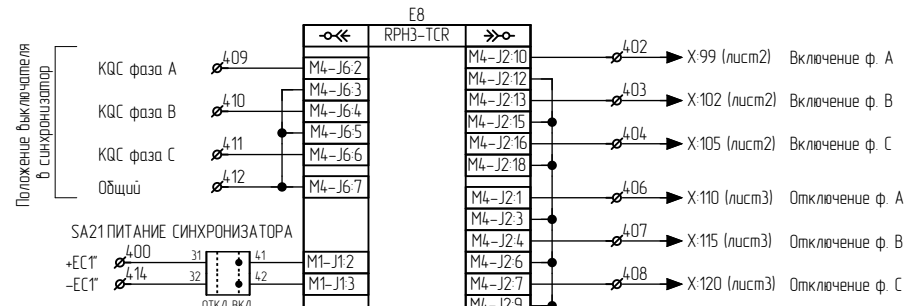 E8
RPH3-TCR
Положение выключателя
в синхронизатор
KQC фаза A
409
M4-J6:2
M4-J6:3
KQC фаза B
410
M4-J6:4
M4-J6:5
KQC фаза C
411
M4-J6:6
Общий
412
M4-J6:7
SA21 ПИТАНИЕ СИНХРОНИЗАТОРА
+EC1"
400
31
41
M1-J1:2
-EC1"
414
32
42
M1-J1:3
ОТКЛ ВКЛ
M4-J2:10
402
X:99 (лист2)
Включение ф. A
M4-J2:12
M4-J2:13
403
X:102 (лист2)
Включение ф. B
M4-J2:15
M4-J2:16
404
X:105 (лист2)
Включение ф. C
M4-J2:18
M4-J2:1
406
X:110 (лист3)
Отключение ф. A
M4-J2:3
M4-J2:4
407
X:115 (лист3)
Отключение ф. B
M4-J2:6
M4-J2:7
408
X:120 (лист3)
Отключение ф. C
M4-J2:9